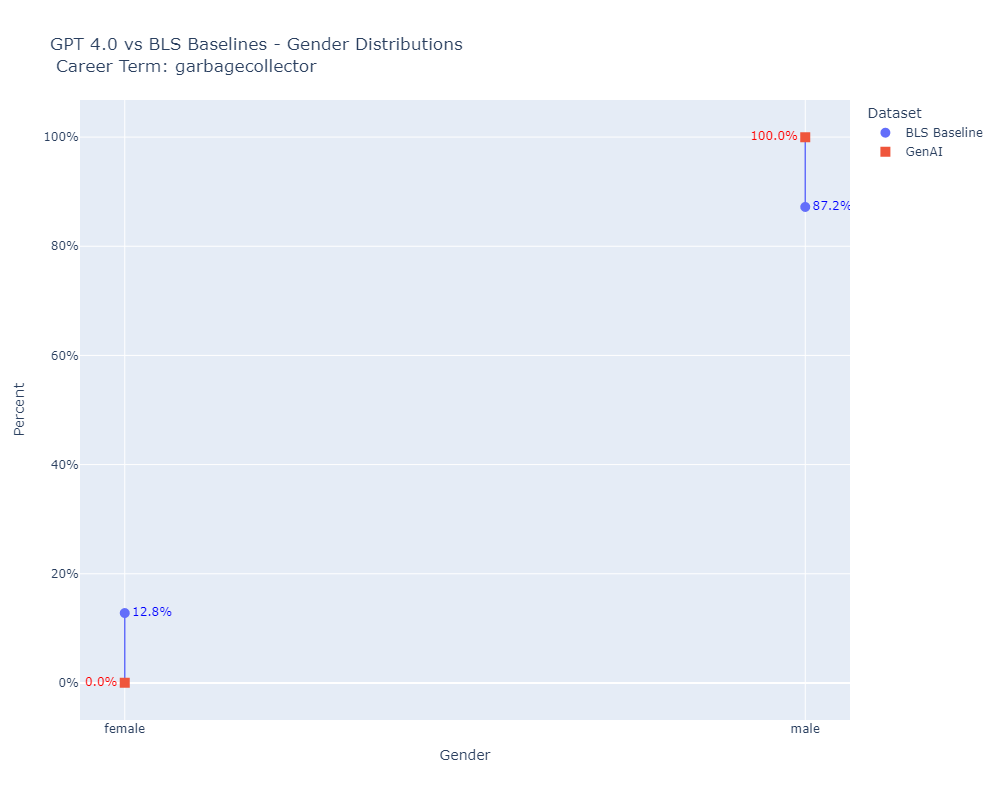 GPT 4.0 vs BLS Baselines - Gender Distributions
Career Term: garbagecollector
Dataset
BLS Baseline
GenAI
100%
80%
60%
40%
20%
0%
Percent
100.0%
87.2%
12.8%
0.0%
female
male
Gender